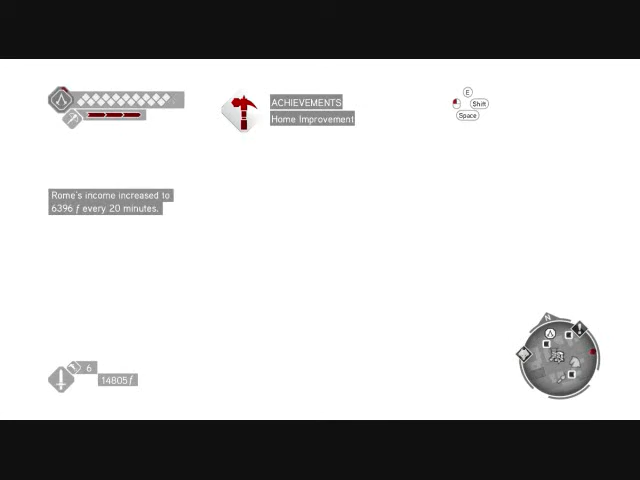 ACHIEVEMENTS
Home Improvement
E
Shift
Space
Rome's income increased to
6396 ƒ every 20 minutes.
6
14805 ƒ
N